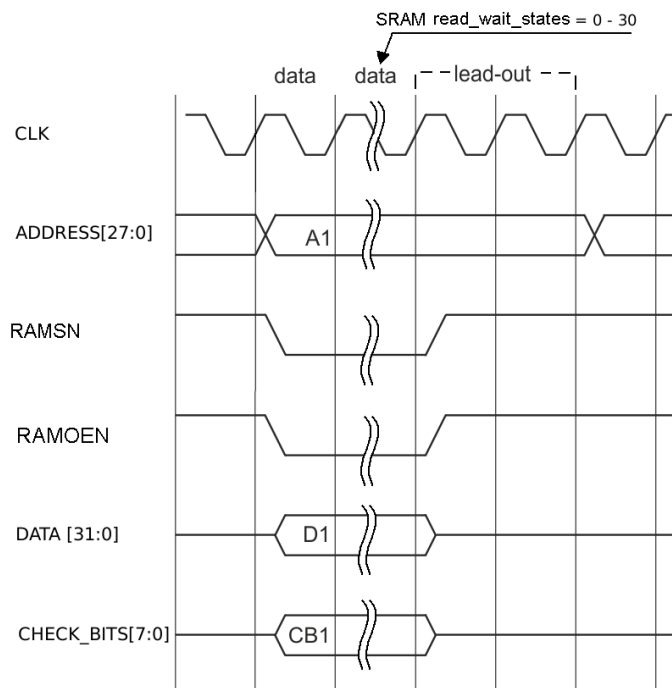 SRAM read_wait_states = 0 - 30
data data lead-out
CLK
ADDRESS[27:0] A1
RAMSN
RAMOEN
DATA [31:0] D1
CHECK_BITS[7:0] CB1